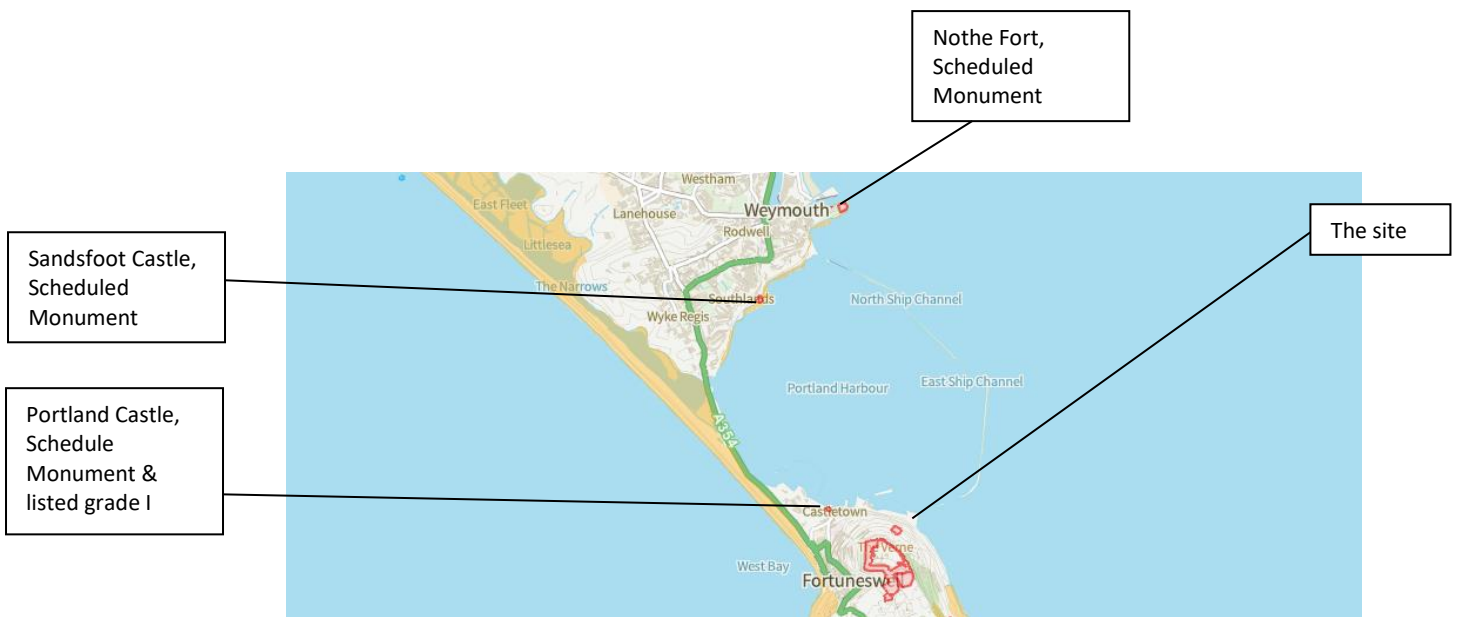 Nothe Fort,
Scheduled
Monument
The site
Sandsfoot Castle,
Scheduled
Monument
Portland Castle,
Schedule
Monument &
listed grade I
Westham
East Fleet
Lanehouse
Weymouth
Rodwell
Littlesea
The Narrows
Southlands
North Ship Channel
Wyke Regis
Portland Harbour
East Ship Channel
A354
Castletown
The Verne
West Bay
Fortuneswell